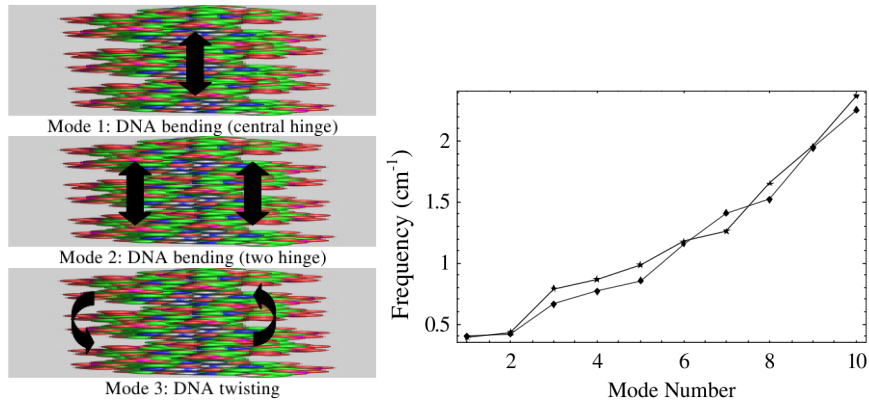 Mode 1: DNA bending (central hinge)
Mode 2: DNA bending (two hinge)
Mode 3: DNA twisting
Frequency (cm-1)
2
1.5
1
0.5
2
4
6
8
10
Mode Number